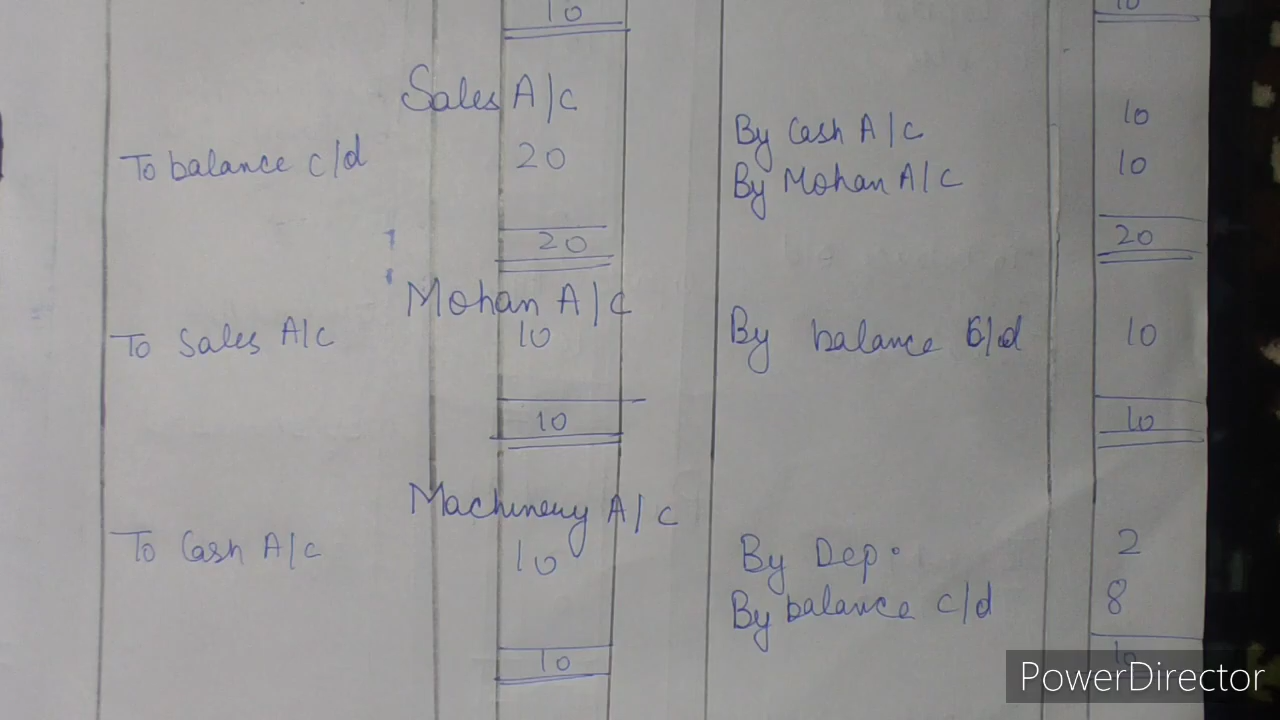 10 10
Sales A/c
To balance c/d 20 By Cash A/c 10
By Mohan A/c 10
20 20
Mohan A/c
To Sales A/c 10 By balance c/d 10
10 10
Machinery A/c
To Cash A/c 10 By Dep. 2
By balance c/d 8
10 10
PowerDirector